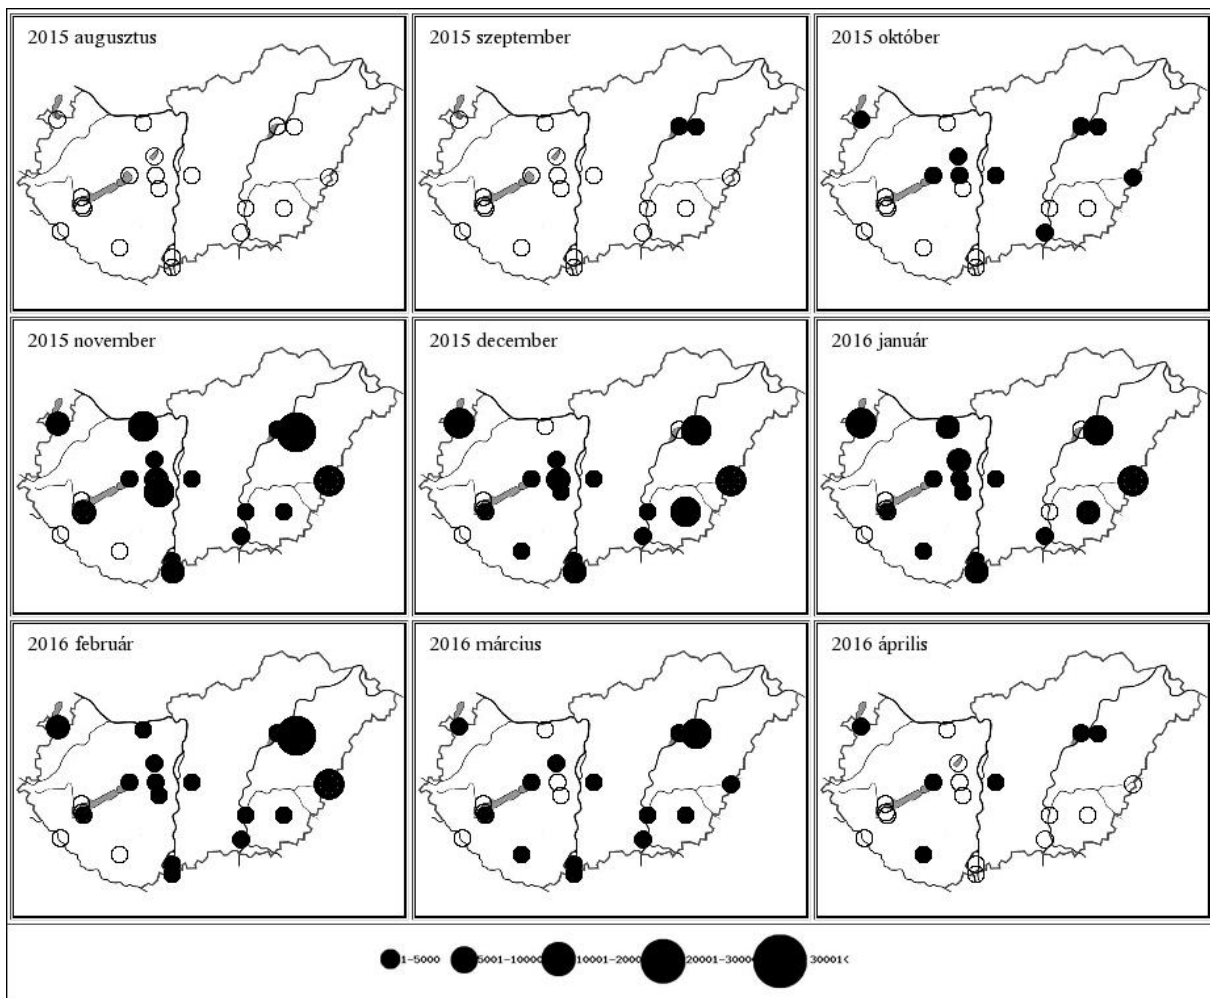 2015 augusztus
2015 szeptember
2015 október
2015 november
2015 december
2016 január
2016 február
2016 március
2016 április
1-5000
5001-10000
10001-2000
20001-3000
30001<